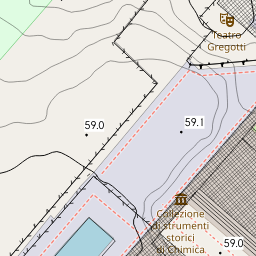 Teatro
Gregotti
59.0
59.1
Collezione
di strumenti
storici
di Chimica
59.0